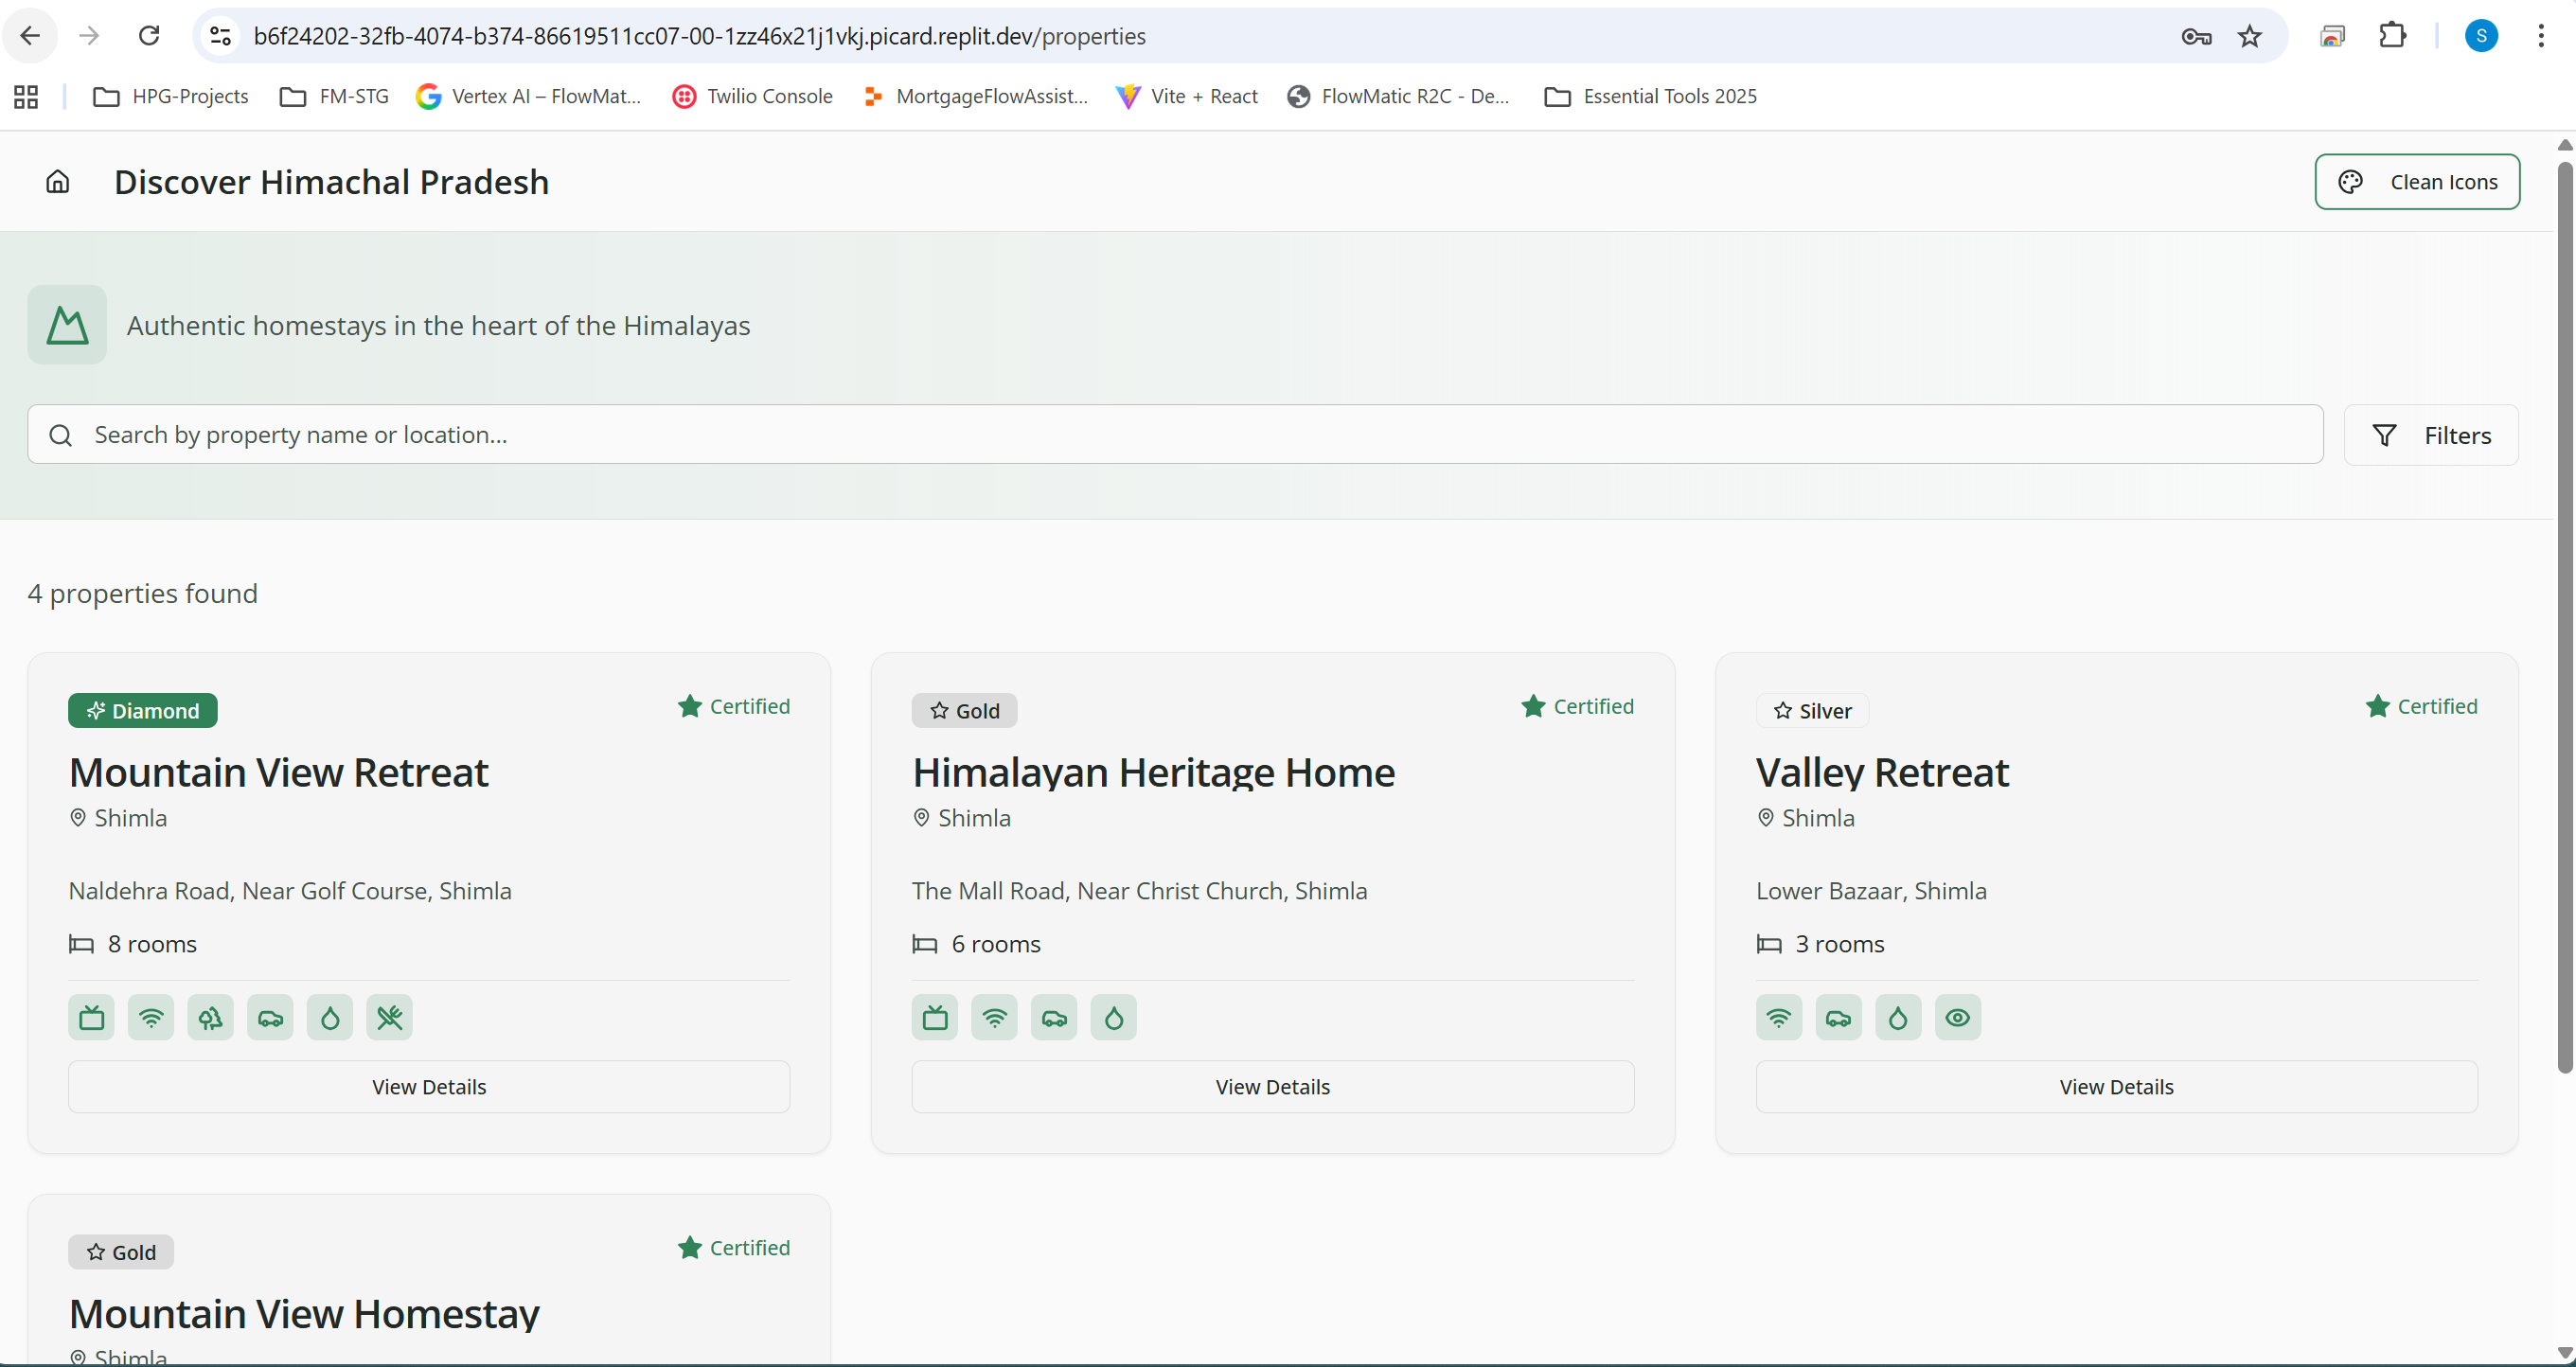 b6f24202-32fb-4074-b374-86619511cc07-00-1zz46x21j1vkj.picard.replit.dev/properties
S
HPG-Projects
FM-STG
Vertex AI – FlowMat...
Twilio Console
MortgageFlowAssist...
Vite + React
FlowMatic R2C - De...
Essential Tools 2025
Discover Himachal Pradesh
Clean Icons
Authentic homestays in the heart of the Himalayas
Search by property name or location...
Filters
4 properties found
Diamond
Certified
Mountain View Retreat
Shimla
Naldehra Road, Near Golf Course, Shimla
8 rooms
View Details
Gold
Certified
Himalayan Heritage Home
Shimla
The Mall Road, Near Christ Church, Shimla
6 rooms
View Details
Silver
Certified
Valley Retreat
Shimla
Lower Bazaar, Shimla
3 rooms
View Details
Gold
Certified
Mountain View Homestay
Shimla